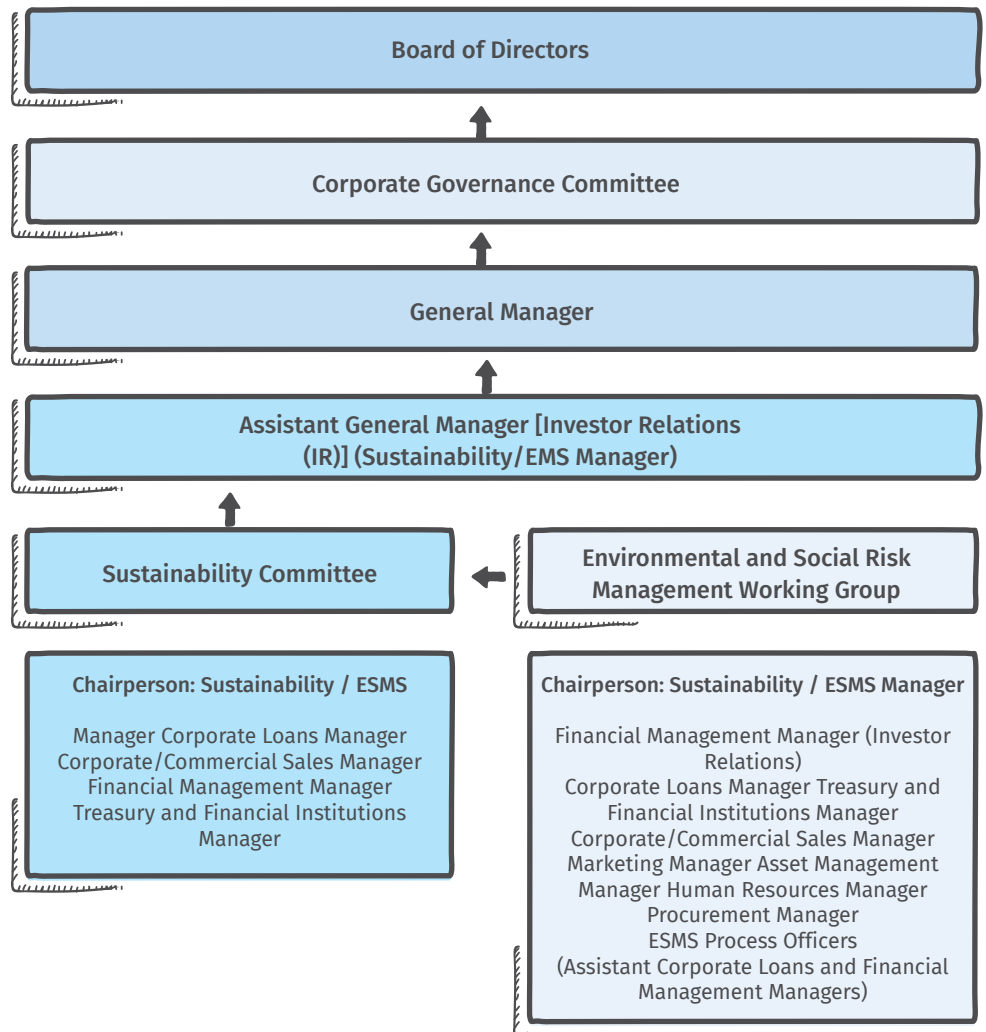 Board of Directors
Corporate Governance Committee
General Manager
Assistant General Manager [Investor Relations
(IR)] (Sustainability/EMS Manager)
Sustainability Committee
Environmental and Social Risk
Management Working Group
Chairperson: Sustainability / ESMS
Manager Corporate Loans Manager
Corporate/Commercial Sales Manager
Financial Management Manager
Treasury and Financial Institutions
Manager
Chairperson: Sustainability / ESMS Manager
Financial Management Manager (Investor
Relations)
Corporate Loans Manager Treasury and
Financial Institutions Manager
Corporate/Commercial Sales Manager
Marketing Manager Asset Management
Manager Human Resources Manager
Procurement Manager
ESMS Process Officers
(Assistant Corporate Loans and Financial
Management Managers)